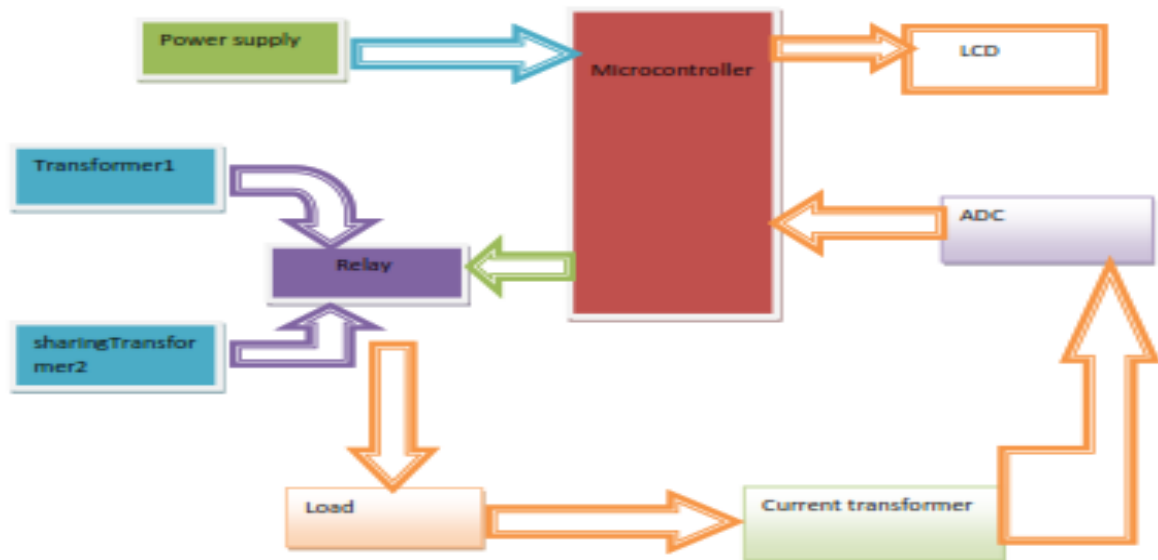 Power supply
Microcontroller
LCD
Transformer1
ADC
Relay
sharingTransfor
mer2
Load
Current transformer